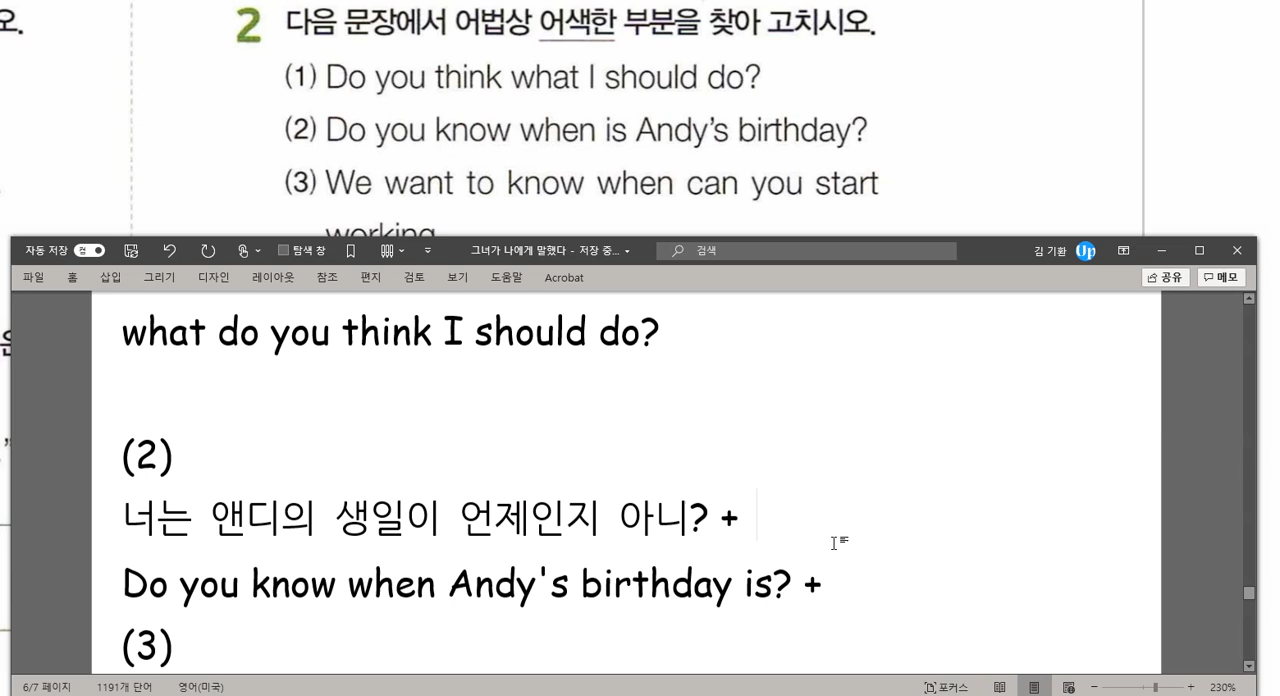 오.
2 다음 문장에서 어법상 어색한 부분을 찾아 고치시오.
(1) Do you think what I should do?
(2) Do you know when is Andy's birthday?
(3) We want to know when can you start
working
자동 저장 켬 탐색 창 그녀가 나에게 말했다 - 저장 중... 검색 김 기환 Up
파일 홈 삽입 그리기 디자인 레이아웃 참조 편지 검토 보기 도움말 Acrobat 공유 메모
what do you think I should do?
(2)
너는 앤디의 생일이 언제인지 아니? +
Do you know when Andy's birthday is? +
(3)
6/7 페이지 1191개 단어 영어(미국) 포커스 230%